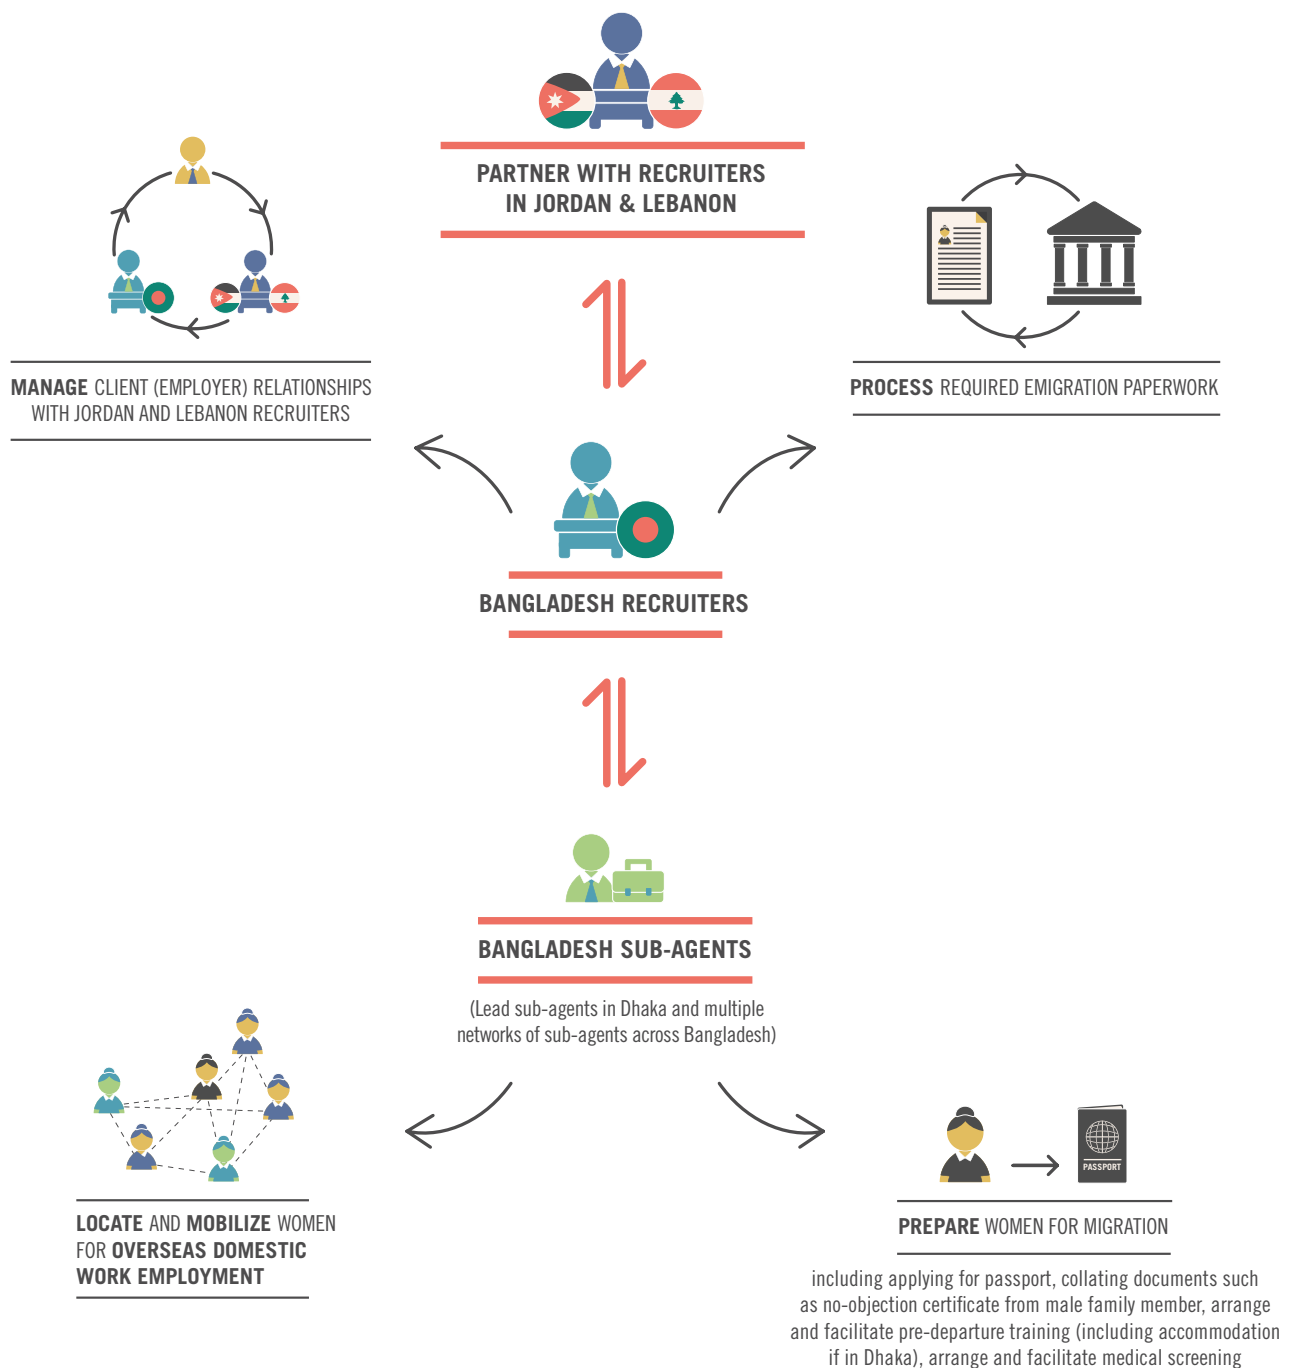 PARTNER WITH RECRUITERS
IN JORDAN & LEBANON
MANAGE CLIENT (EMPLOYER) RELATIONSHIPS
WITH JORDAN AND LEBANON RECRUITERS
PROCESS REQUIRED EMIGRATION PAPERWORK
BANGLADESH RECRUITERS
BANGLADESH SUB-AGENTS
(Lead sub-agents in Dhaka and multiple
networks of sub-agents across Bangladesh)
LOCATE AND MOBILIZE WOMEN
FOR OVERSEAS DOMESTIC
WORK EMPLOYMENT
PASSPORT
PREPARE WOMEN FOR MIGRATION
including applying for passport, collating documents such
as no-objection certificate from male family member, arrange
and facilitate pre-departure training (including accommodation
if in Dhaka), arrange and facilitate medical screening